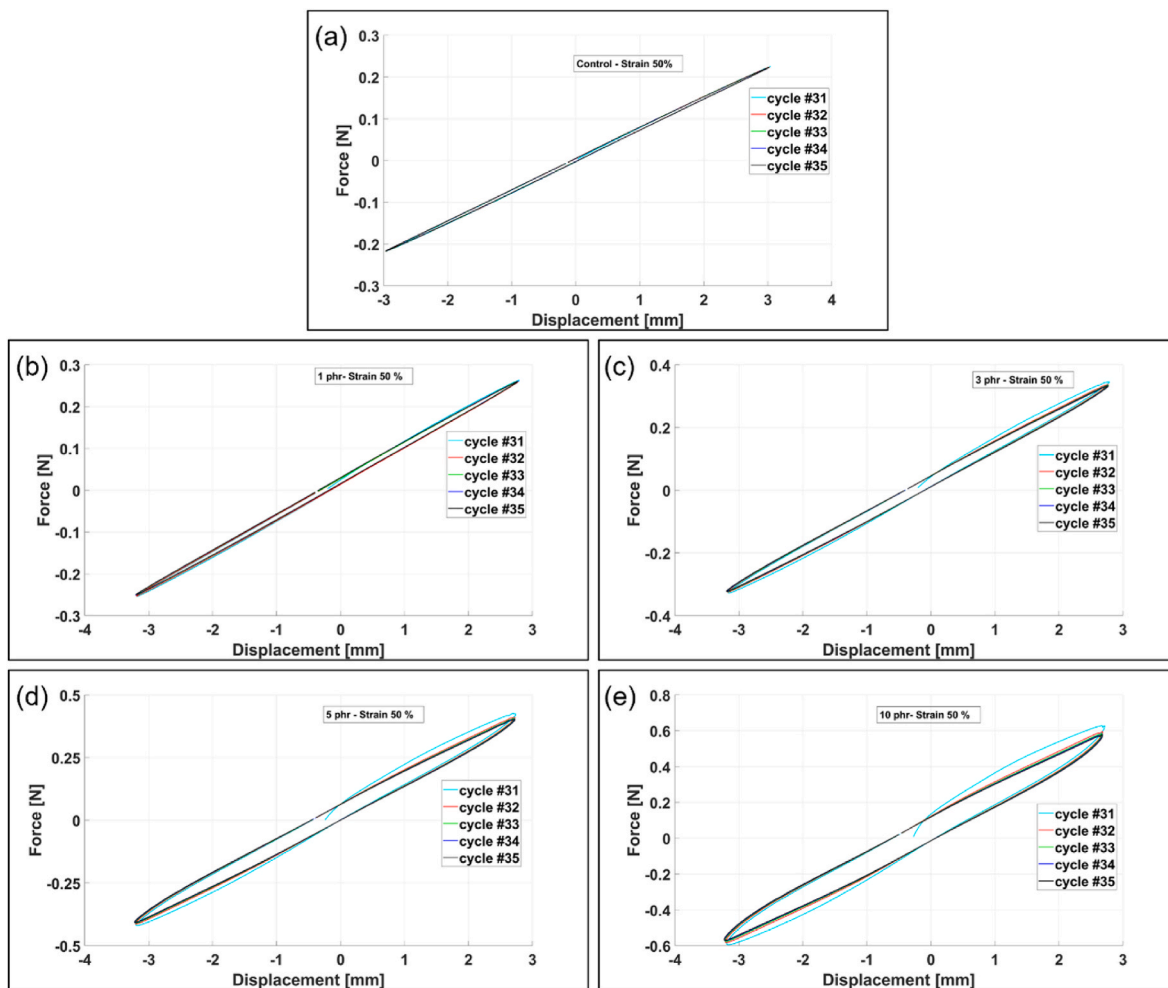 (a)
0.3
0.2
0.1
0
-0.1
-0.2
-0.3
Force [N]
Control - Strain 50%
cycle #31
cycle #32
cycle #33
cycle #34
cycle #35
-3
-2
-1
0
1
2
3
4
Displacement [mm]
(b)
0.3
0.2
0.1
0
-0.1
-0.2
-0.3
Force [N]
1 phr- Strain 50 %
cycle #31
cycle #32
cycle #33
cycle #34
cycle #35
-4
-3
-2
-1
0
1
2
3
Displacement [mm]
(c)
0.4
0.2
0
-0.2
-0.4
Force [N]
3 phr - Strain 50 %
cycle #31
cycle #32
cycle #33
cycle #34
cycle #35
-4
-3
-2
-1
0
1
2
3
Displacement [mm]
(d)
0.5
0.25
0
-0.25
-0.5
Force [N]
5 phr - Strain 50 %
cycle #31
cycle #32
cycle #33
cycle #34
cycle #35
-4
-3
-2
-1
0
1
2
3
Displacement [mm]
(e)
0.8
0.6
0.4
0.2
0
-0.2
-0.4
-0.6
Force [N]
10 phr- Strain 50 %
cycle #31
cycle #32
cycle #33
cycle #34
cycle #35
-4
-3
-2
-1
0
1
2
3
Displacement [mm]